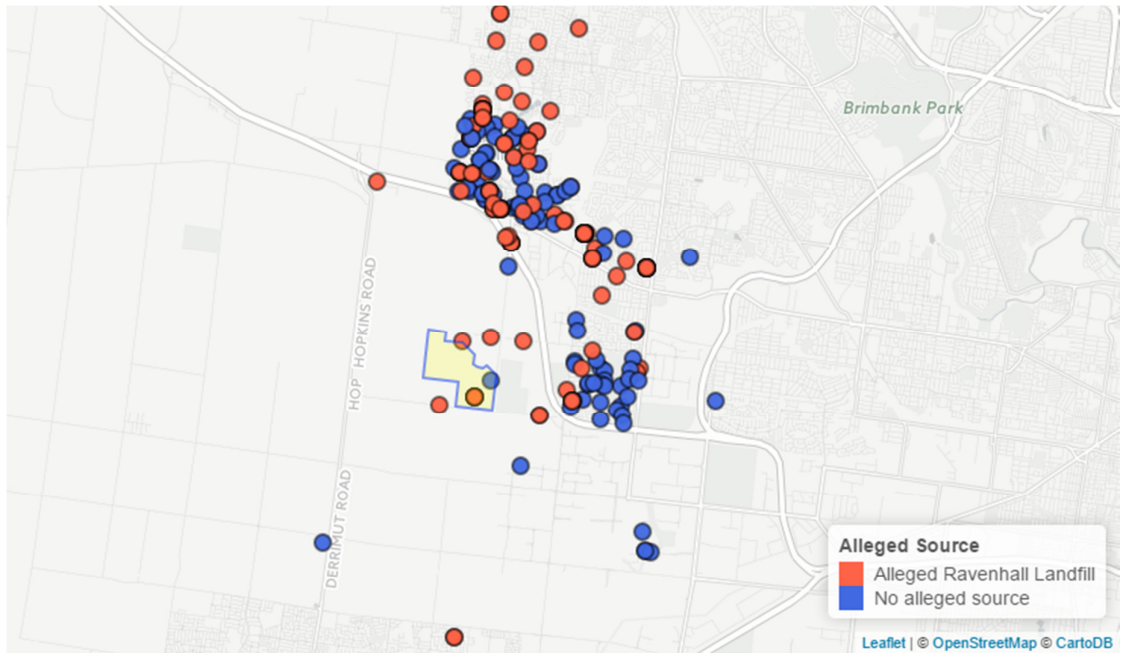 Brimbank Park
HOP HOPKINS ROAD
DERRIMUT ROAD
Alleged Source
Alleged Ravenhall Landfill
No alleged source
Leaflet | © OpenStreetMap © CartoDB